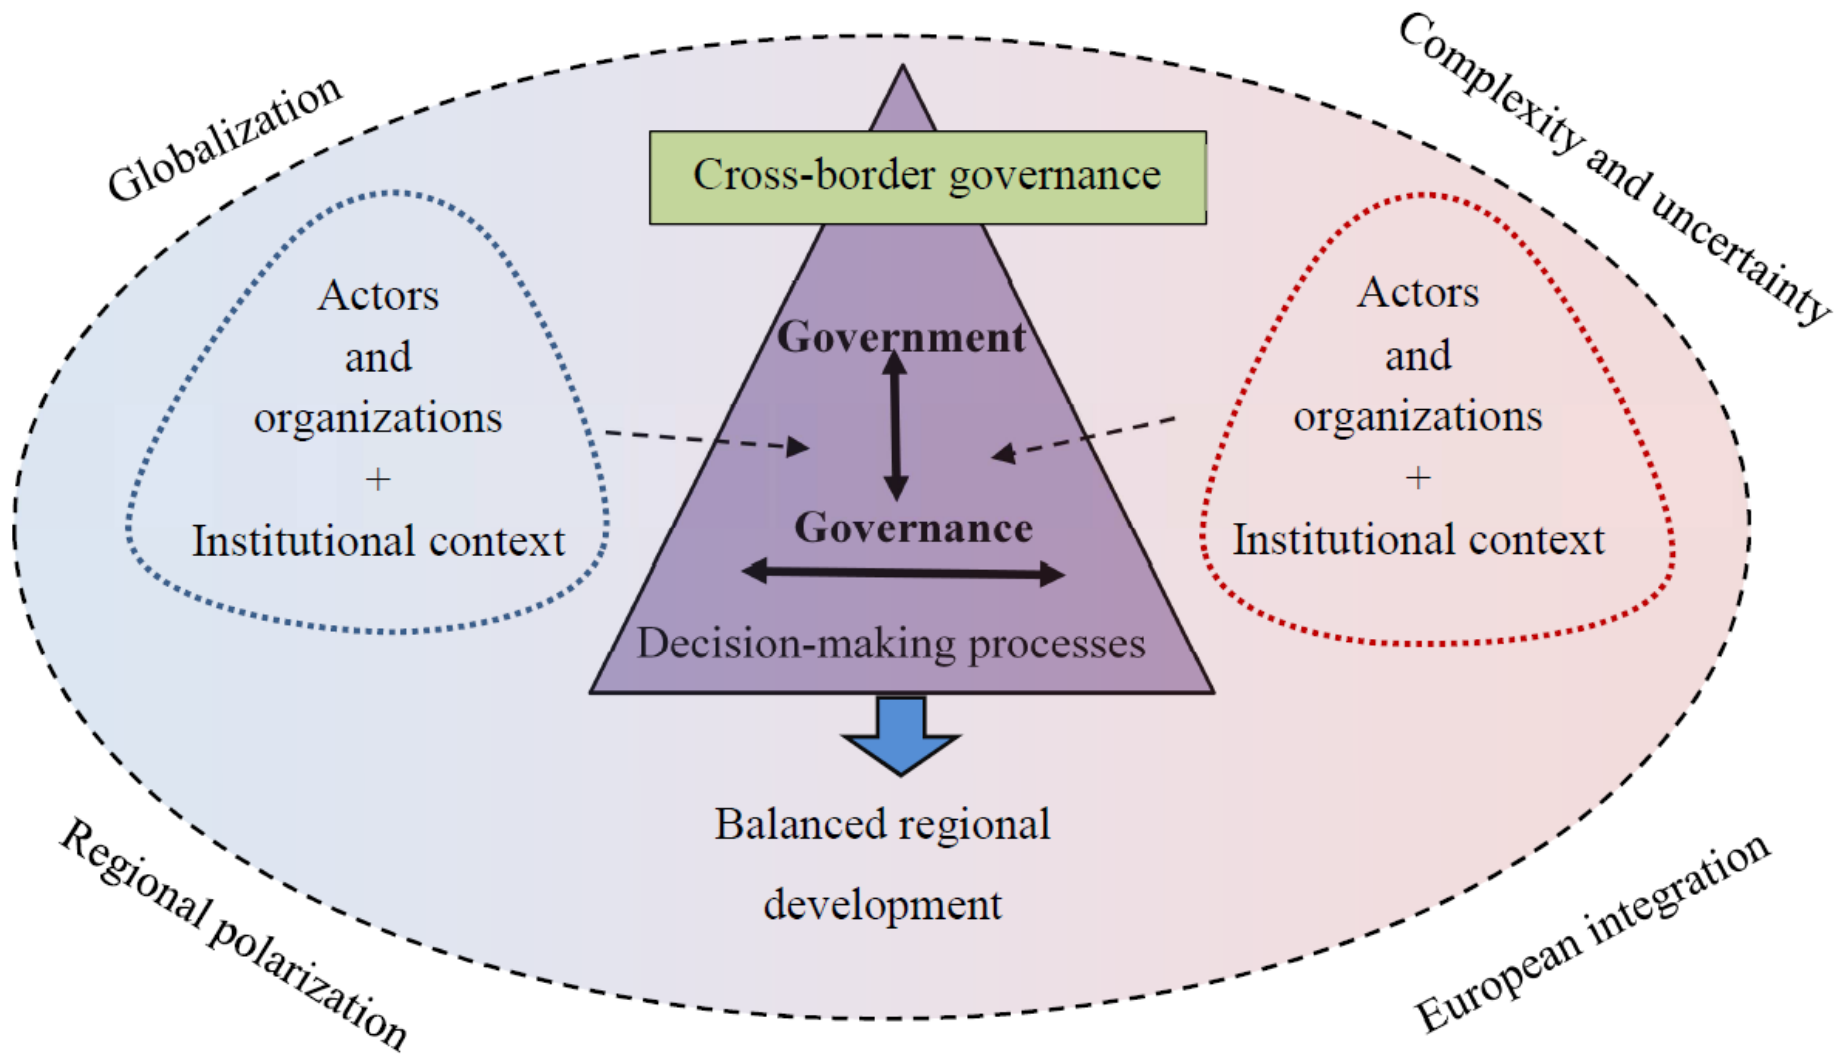 Globalization
Complexity and uncertainty
Cross-border governance
Actors
and
organizations
+
Institutional context
Government
Governance
Decision-making processes
Actors
and
organizations
+
Institutional context
Balanced regional
development
Regional polarization
European integration